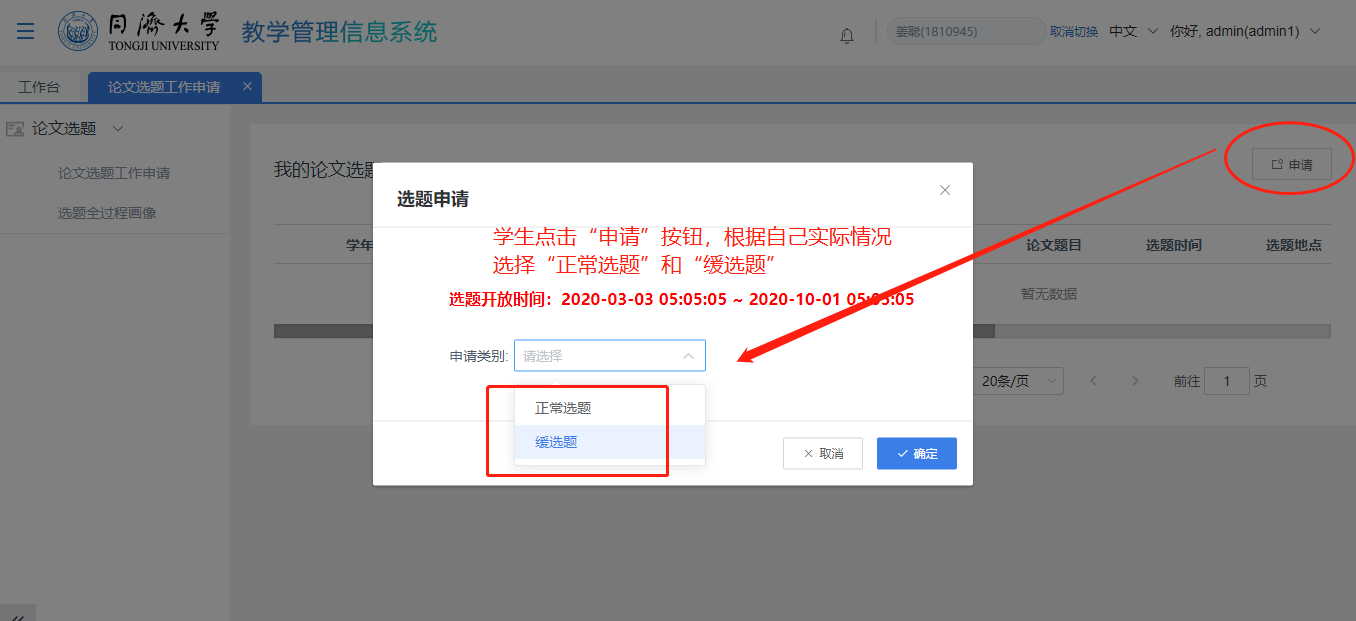 同濟大学
TONGJI UNIVERSITY
教学管理信息系统
姜聪(1810945)
取消切换
中文
你好, admin(admin1)
工作台
论文选题工作申请
论文选题
论文选题工作申请
选题全过程画像
我的论文选题
申请
选题申请
学生点击“申请”按钮，根据自己实际情况
选择“正常选题”和“缓选题”
选题开放时间：2020-03-03 05:05:05 ~ 2020-10-01 05:05:05
学年
论文题目
选题时间
选题地点
暂无数据
申请类别:
请选择
正常选题
缓选题
20条/页
前往
1
页
取消
确定